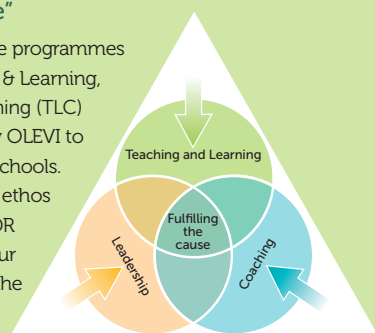 e"
e programmes
& Learning,
ning (TLC)
y OLEVI to
chools.
ethos
OR
ur
he
Teaching and Learning
Fulfilling
the
cause
Leadership
Coaching